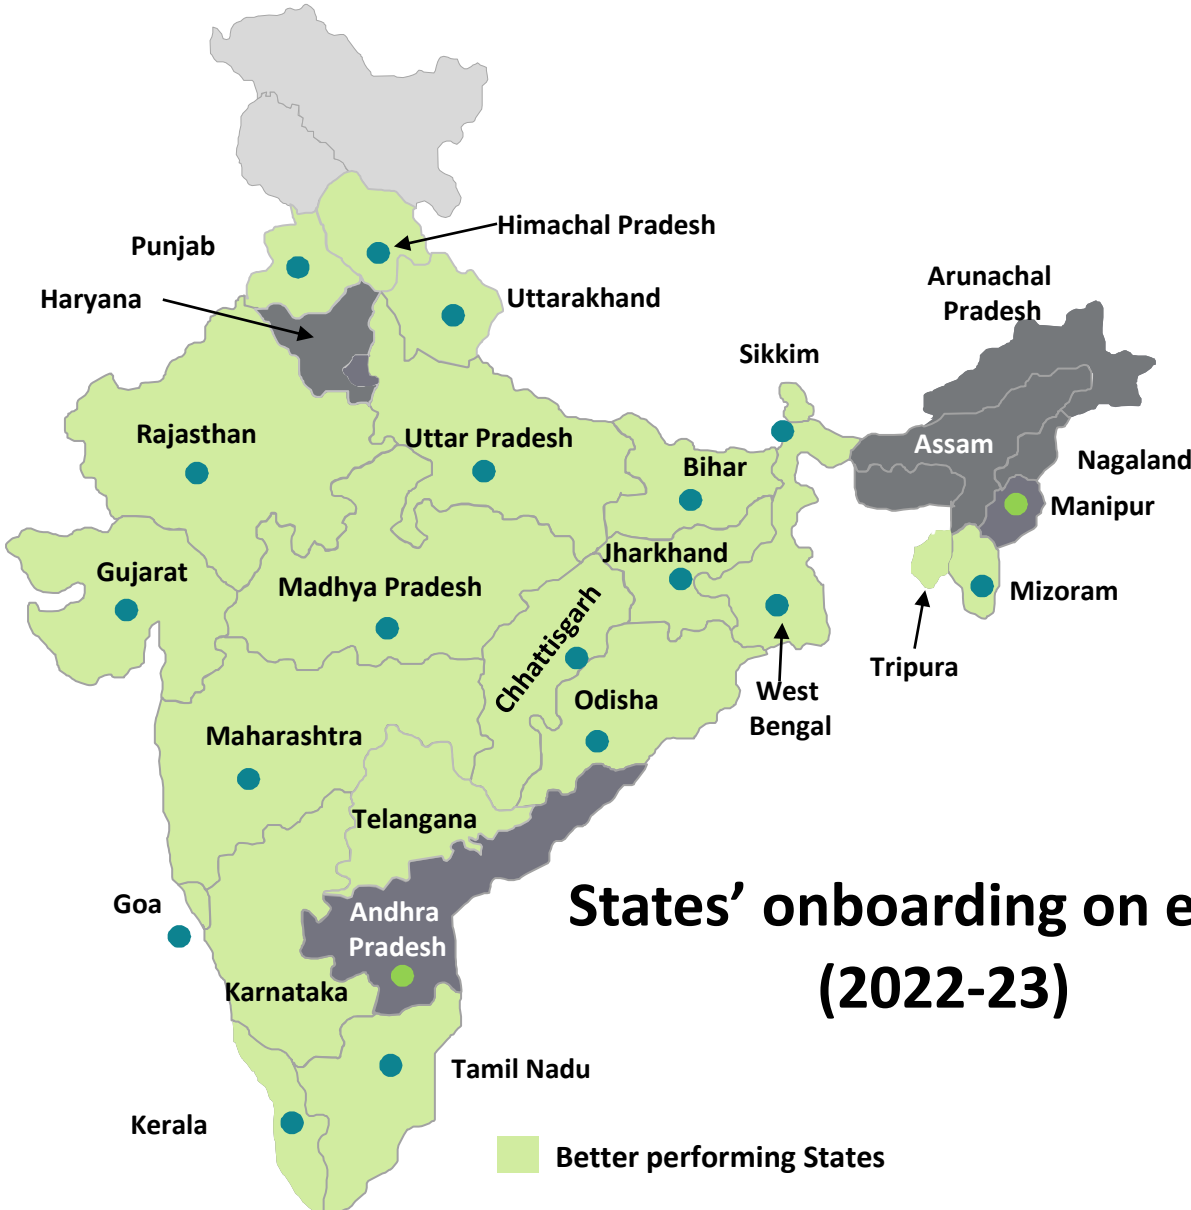 Himachal Pradesh
Punjab
Arunachal
Pradesh
Haryana
Uttarakhand
Sikkim
Rajasthan
Uttar Pradesh
Assam
Bihar
Nagaland
Manipur
Jharkhand
Gujarat
Madhya Pradesh
Mizoram
Chhattisgarh
Tripura
Odisha
West
Bengal
Maharashtra
Telangana
Goa
Andhra
Pradesh
States’ onboarding on e
(2022-23)
Karnataka
Tamil Nadu
Kerala
Better performing States